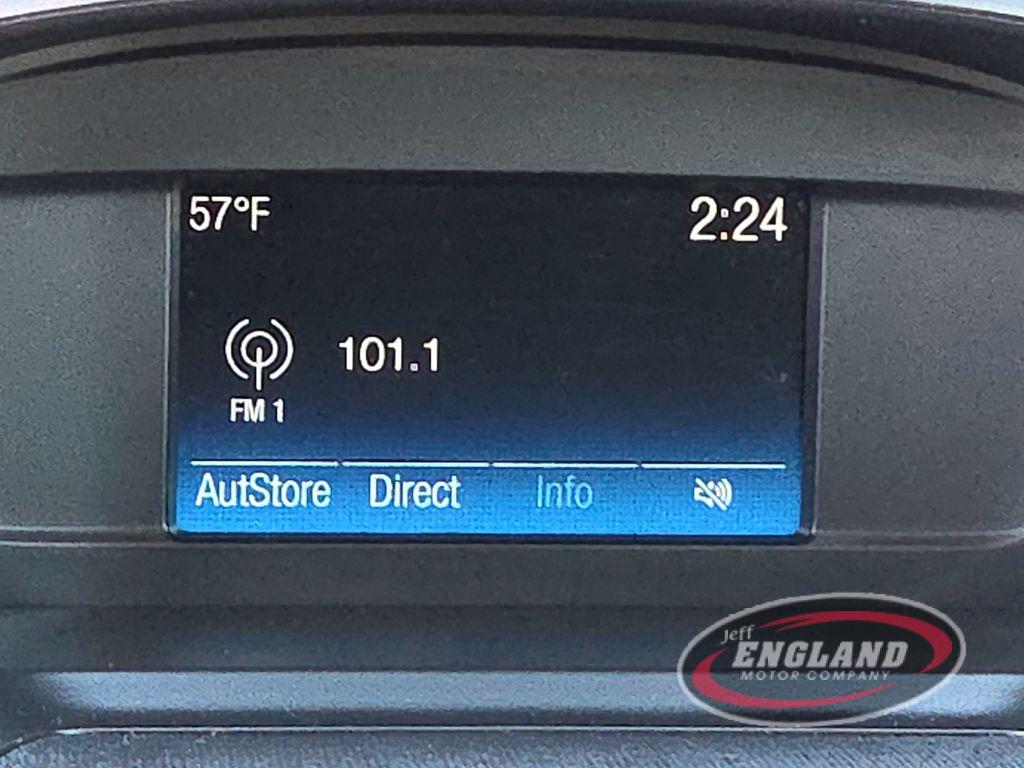 57°F
2:24
101.1
FM 1
AutStore Direct Info
Jeff
ENGLAND
MOTOR COMPANY